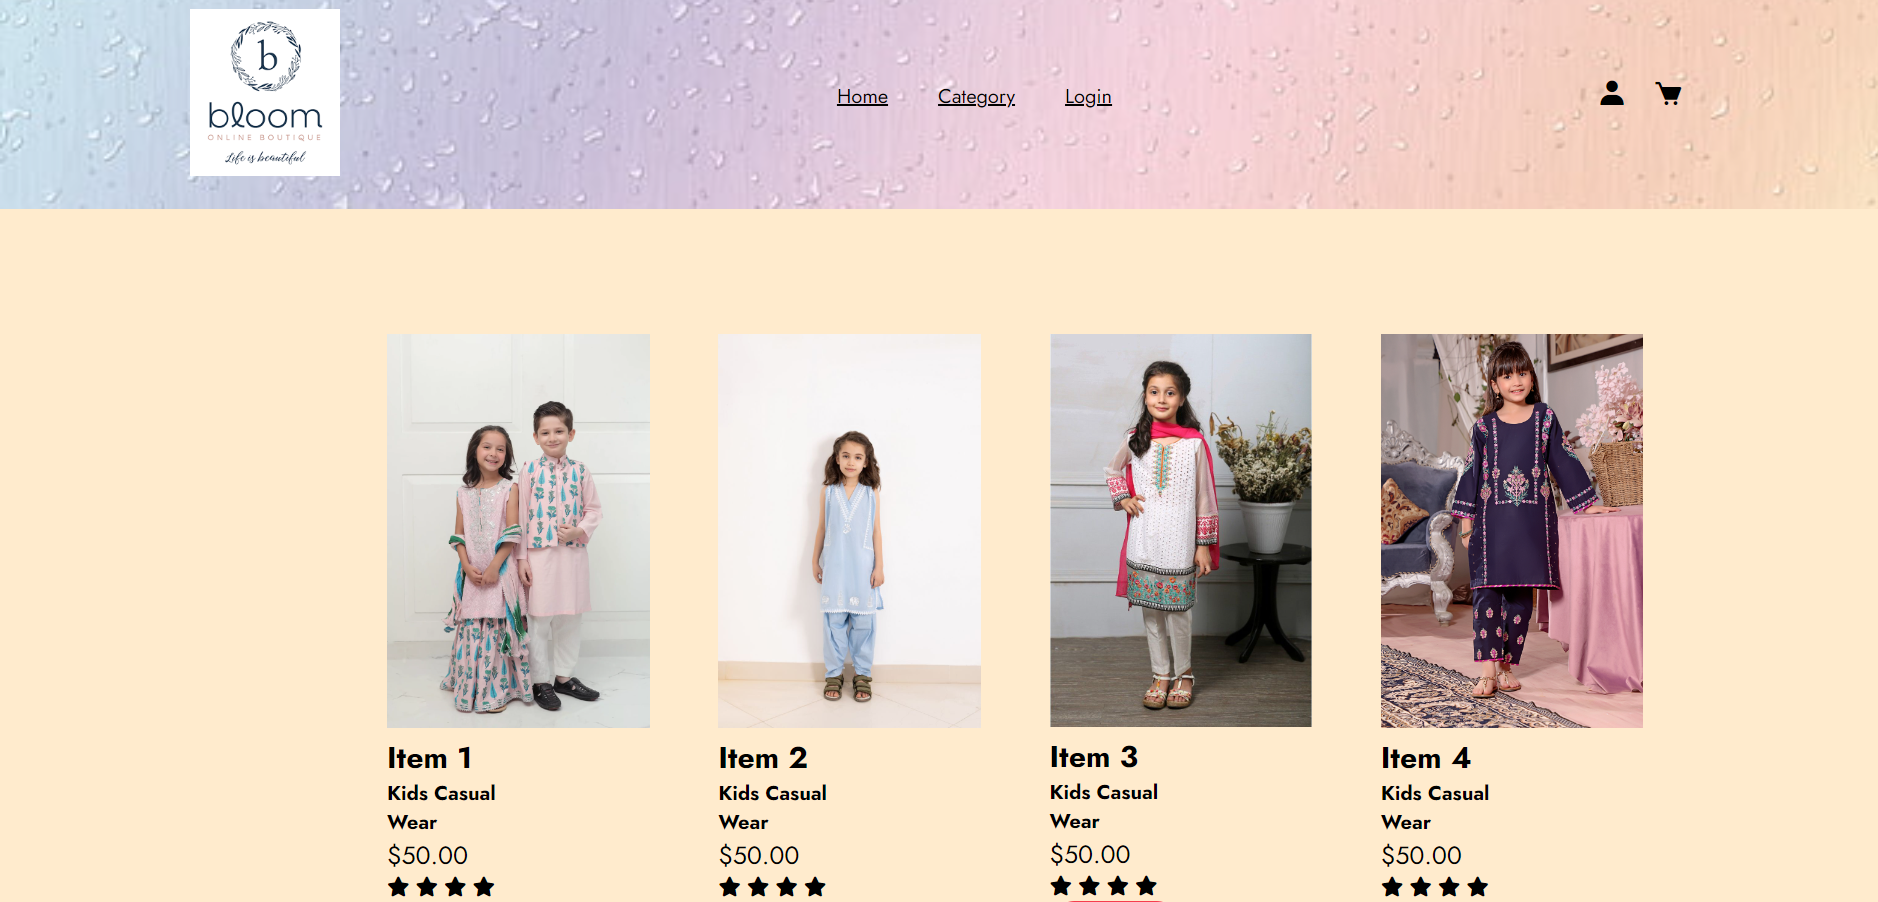 b
bloom
ONLINE BOUTIQUE
Life is beautiful
Home Category Login
Item 1
Kids Casual
Wear
$50.00
Item 2
Kids Casual
Wear
$50.00
Item 3
Kids Casual
Wear
$50.00
Item 4
Kids Casual
Wear
$50.00